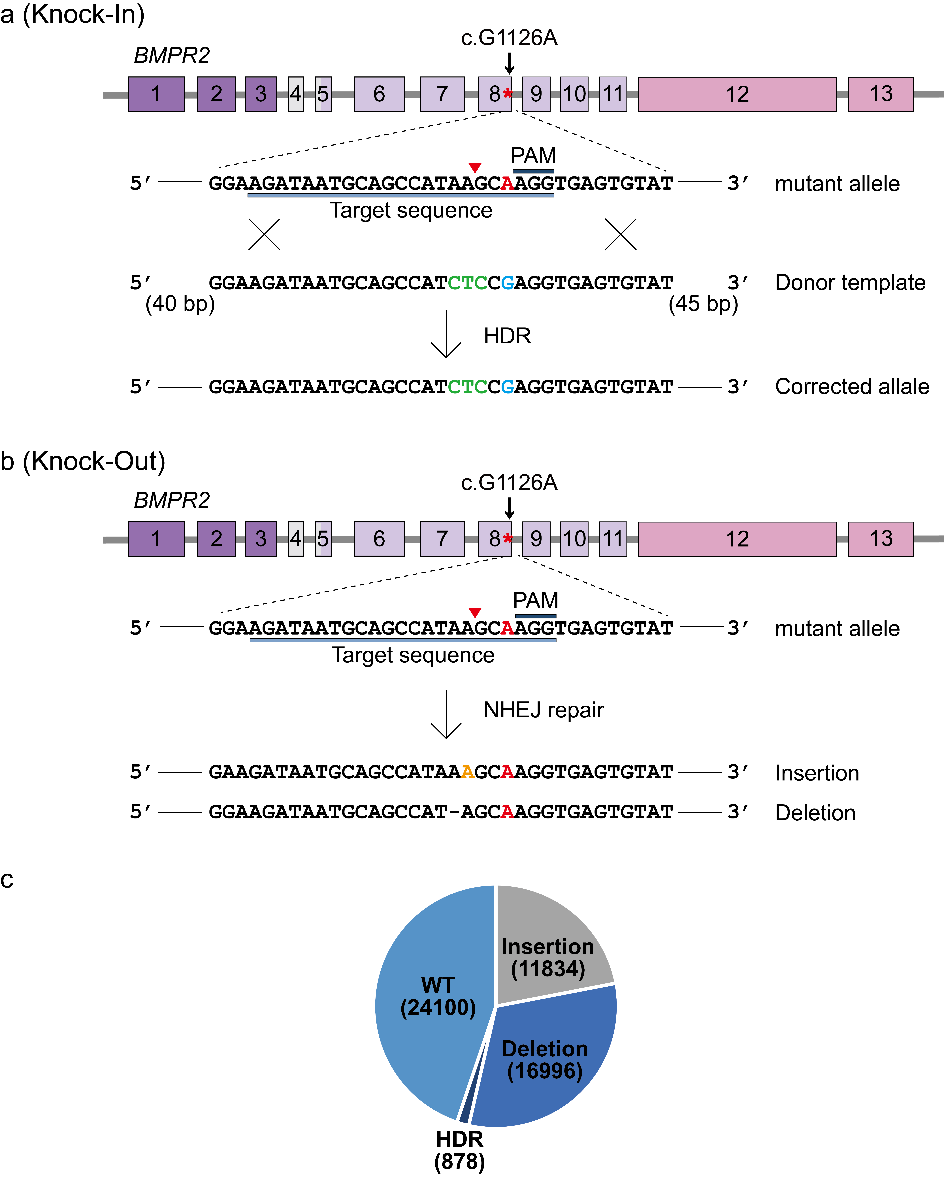 a (Knock-In)
c.G1126A
BMPR2
1 2 3 4 5 6 7 8* 9 10 11 12 13
PAM
5′ GGAAGATAATGCAGCCATAAGCAAGGTGAGTGTAT 3′ mutant allele
Target sequence
5′ GGAAGATAATGCAGCCATCTCCGAGGTGAGTGTAT 3′ Donor template
(40 bp) (45 bp)
HDR
5′ GGAAGATAATGCAGCCATCTCCGAGGTGAGTGTAT 3′ Corrected allale
b (Knock-Out)
c.G1126A
BMPR2
1 2 3 4 5 6 7 8* 9 10 11 12 13
PAM
5′ GGAAGATAATGCAGCCATAAGCAAGGTGAGTGTAT 3′ mutant allele
Target sequence
NHEJ repair
5′ GAAGATAATGCAGCCATAAAGCAAGGTGAGTGTAT 3′ Insertion
5′ GGAAGATAATGCAGCCAT-AGCAAGGTGAGTGTAT 3′ Deletion
c
Insertion
(11834)
WT
(24100)
Deletion
(16996)
HDR
(878)